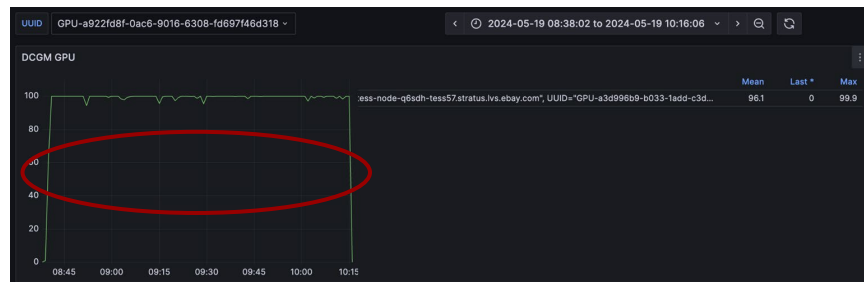 UUID GPU-a922fd8f-0ac6-9016-6308-fd697f46d318 2024-05-19 08:38:02 to 2024-05-19 10:16:06
DCGM GPU
Mean Last * Max
ess-node-q6sdh-tess57.stratus.lvs.ebay.com", UUID="GPU-a3d996b9-b033-1add-c3d... 96.1 0 99.9
100
80
60
40
20
0
08:45 09:00 09:15 09:30 09:45 10:00 10:15